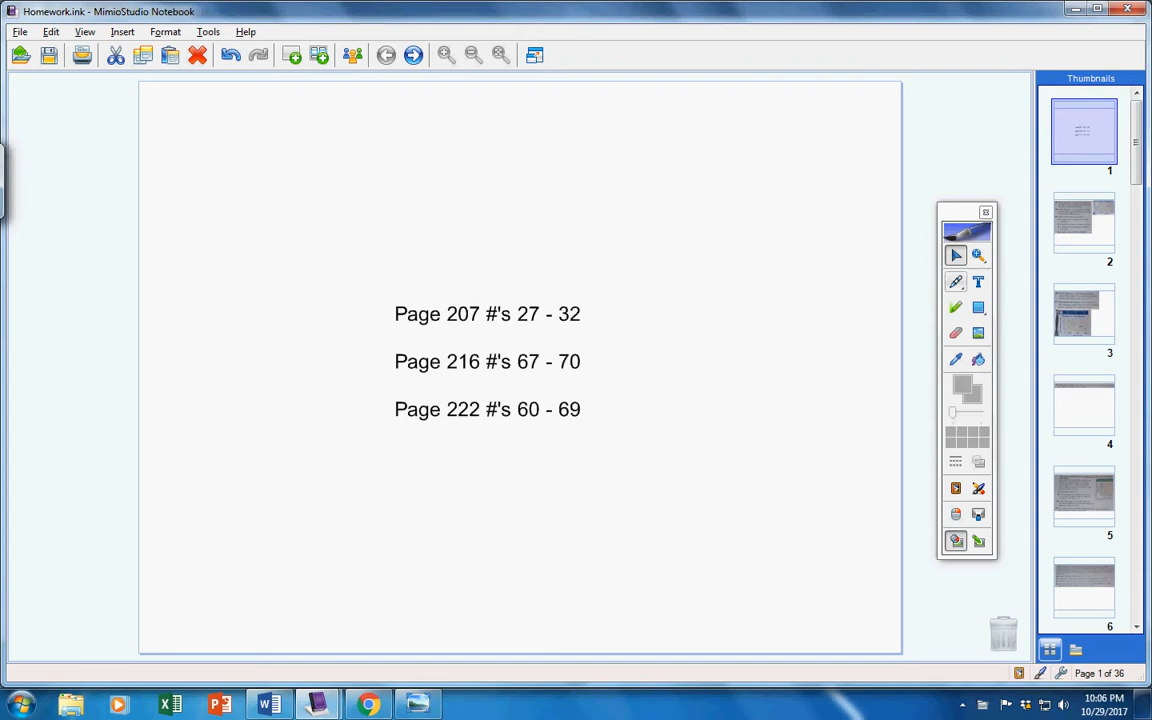 Homework.ink - MimioStudio Notebook
File Edit View Insert Format Tools Help
Thumbnails
1
2
3
4
5
6
Page 207 #'s 27 - 32
Page 216 #'s 67 - 70
Page 222 #'s 60 - 69
Page 1 of 36
10:06 PM
10/29/2017